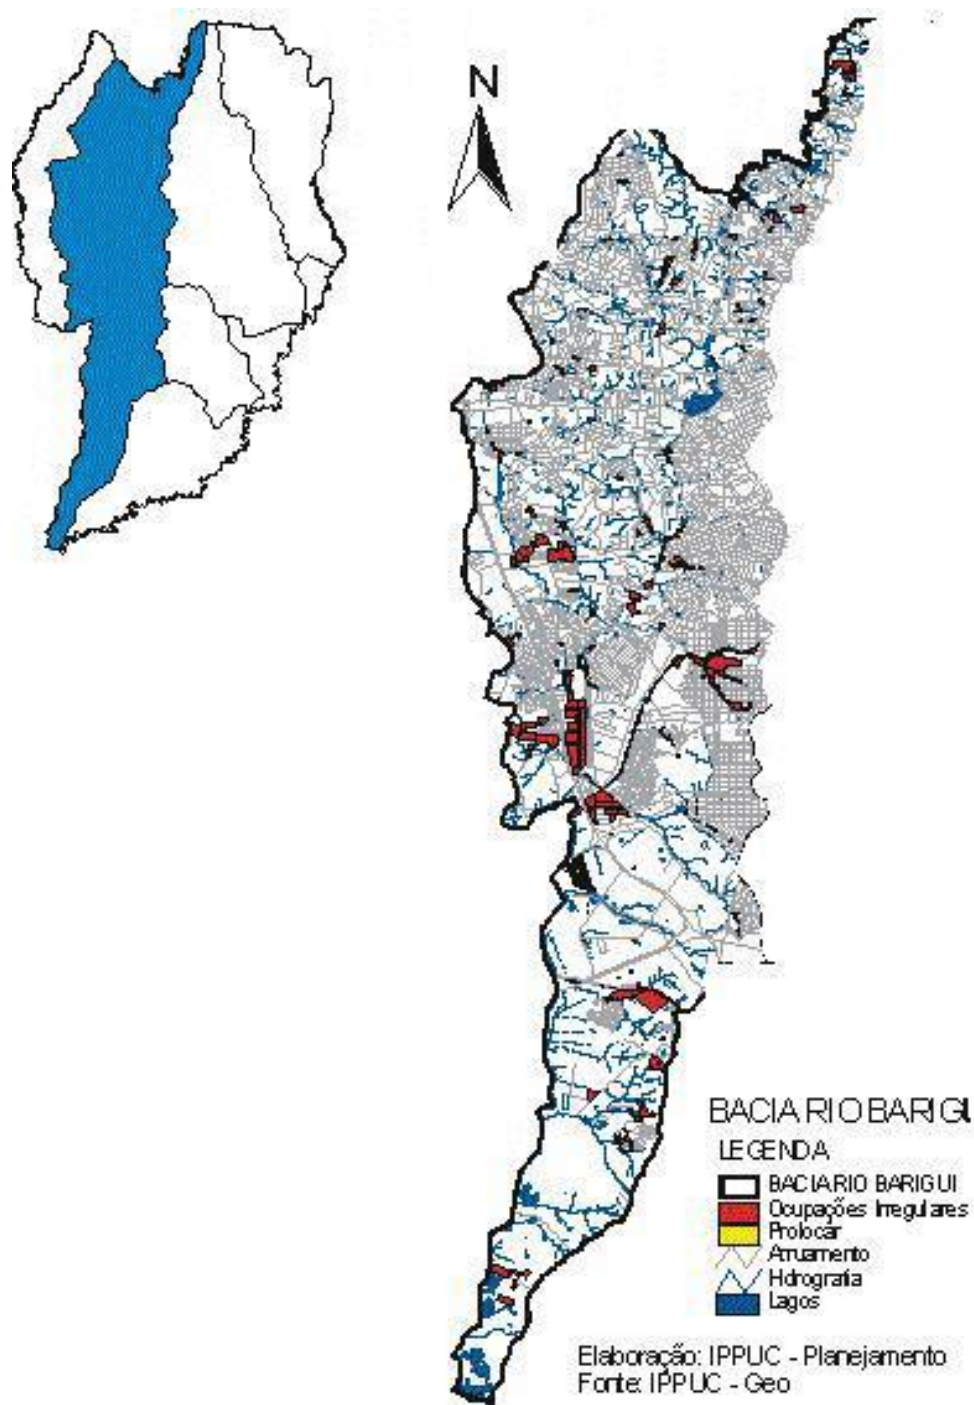 N
BACIA RIO BARIGUI
LEGENDA
BACIA RIO BARIGUI
Ocupações Irregulares
Prolocar
Arruamento
Hidrografia
Lagos
Elaboração: IPPUC - Planejamento
Fonte: IPPUC - Geo